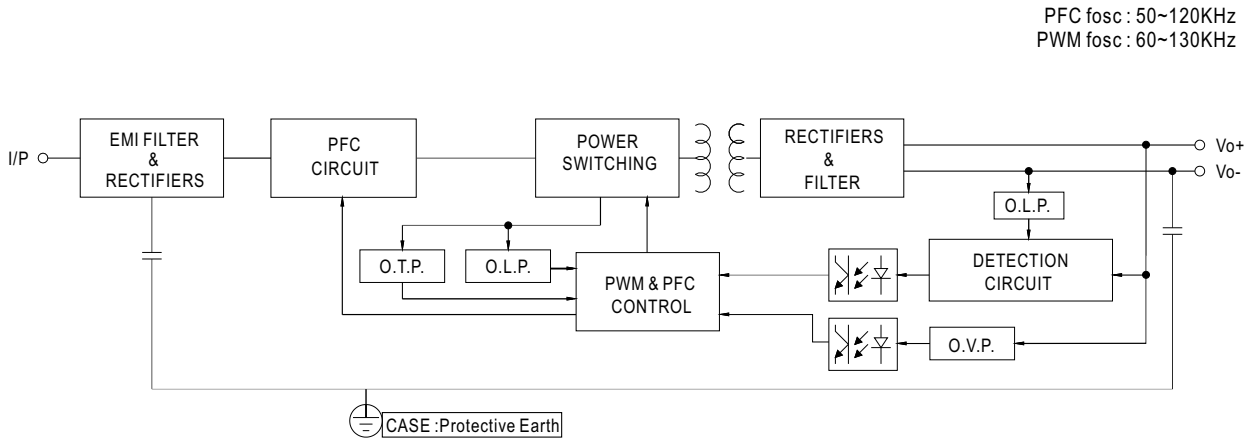 PFC fosc : 50~120KHz
PWM fosc : 60~130KHz
I/P
EMI FILTER
&
RECTIFIERS
PFC
CIRCUIT
POWER
SWITCHING
RECTIFIERS
&
FILTER
Vo+
Vo-
O.L.P.
O.T.P.
O.L.P.
PWM & PFC
CONTROL
DETECTION
CIRCUIT
O.V.P.
CASE :Protective Earth